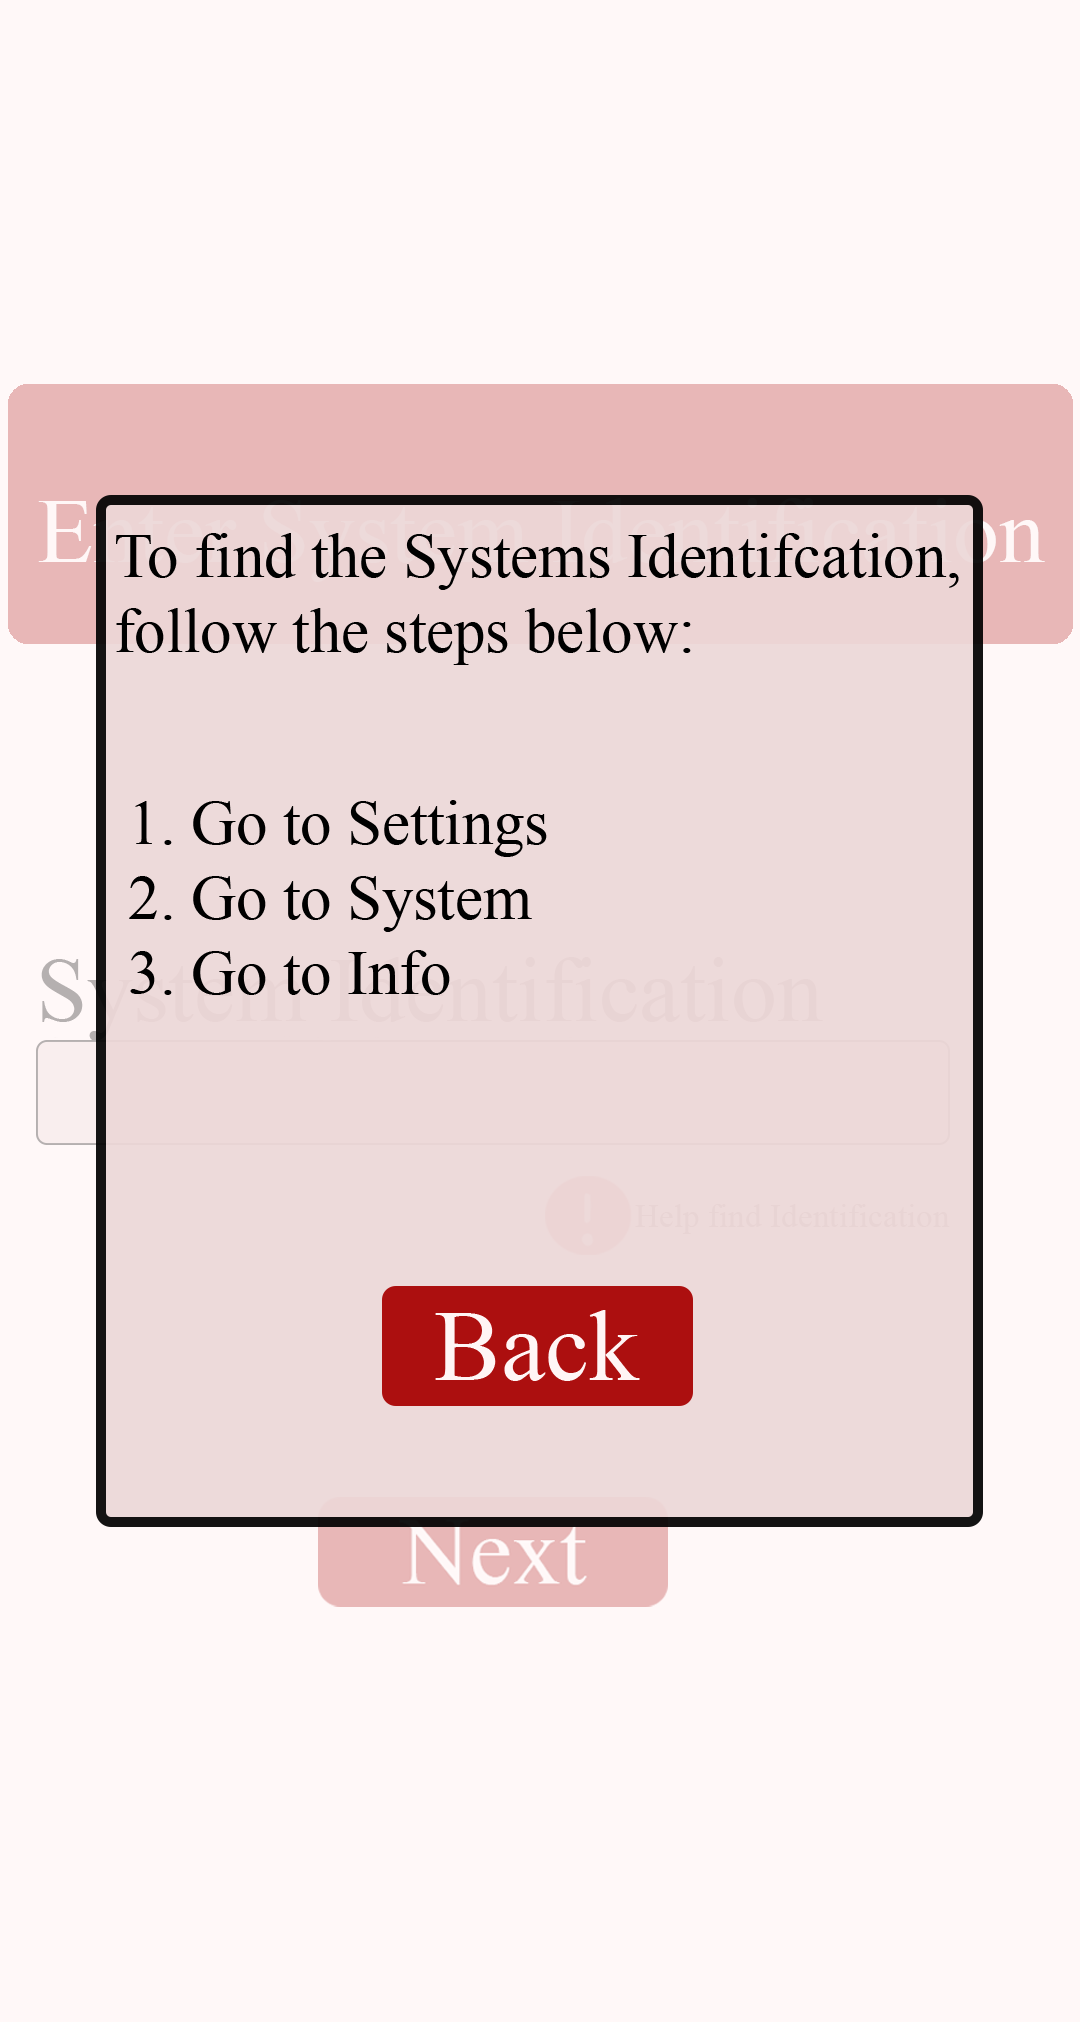 Enter System Identification
To find the Systems Identifcation,
follow the steps below:
1. Go to Settings
2. Go to System
3. Go to Info
System Identification
Help find Identification
Back
Next